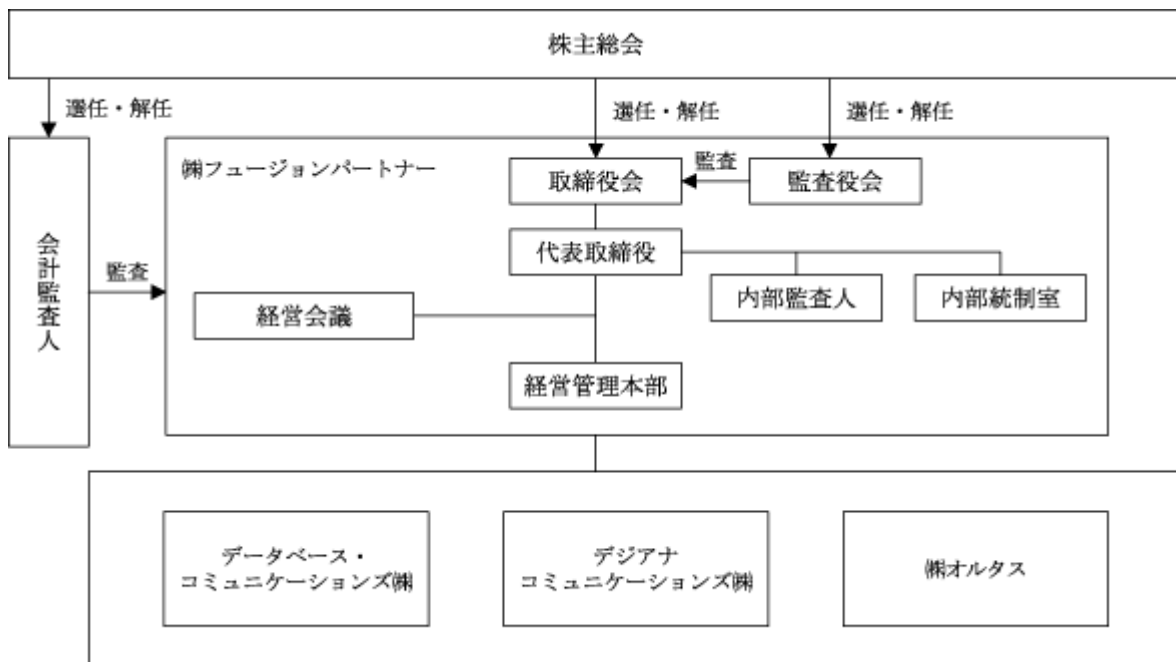 株主総会
選任・解任
選任・解任
選任・解任
㈱フュージョンパートナー
取締役会
監査
監査役会
会計監査人
監査
代表取締役
内部監査人
内部統制室
経営会議
経営管理本部
データベース・
コミュニケーションズ㈱
デジアナ
コミュニケーションズ㈱
㈱オルタス